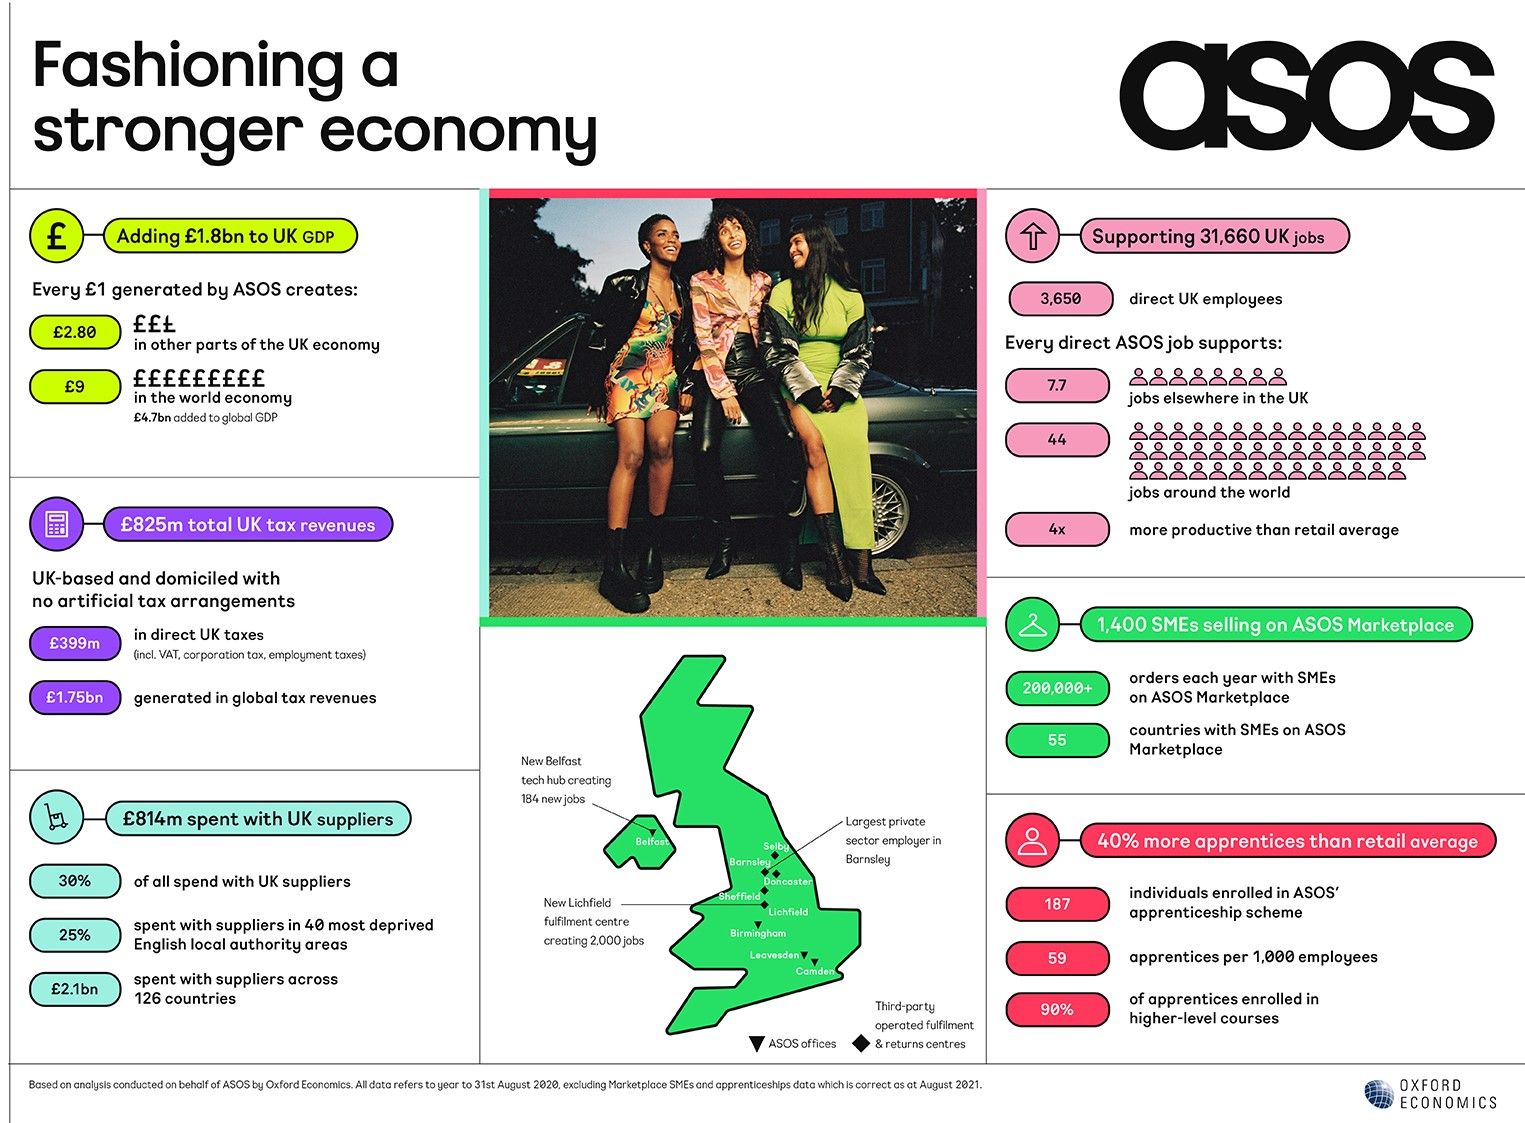 Fashioning a
stronger economy
asos
£
Adding £1.8bn to UK GDP
Every £1 generated by ASOS creates:
£2.80
£££
in other parts of the UK economy
£9
£££££££££
in the world economy
£4.7bn added to global GDP
£825m total UK tax revenues
UK-based and domiciled with
no artificial tax arrangements
£399m
in direct UK taxes
(incl. VAT, corporation tax, employment taxes)
£1.75bn
generated in global tax revenues
£814m spent with UK suppliers
30%
of all spend with UK suppliers
25%
spent with suppliers in 40 most deprived
English local authority areas
£2.1bn
spent with suppliers across
126 countries
New Belfast
tech hub creating
184 new jobs
Belfast
Largest private
sector employer in
Barnsley
Selby
Barnsley
Doncaster
Sheffield
New Lichfield
fulfilment centre
creating 2,000 jobs
Lichfield
Birmingham
Leavesden
Camden
ASOS offices
Third-party
operated fulfilment
& returns centres
Supporting 31,660 UK jobs
3,650
direct UK employees
Every direct ASOS job supports:
7.7
jobs elsewhere in the UK
44
jobs around the world
4x
more productive than retail average
1,400 SMEs selling on ASOS Marketplace
200,000+
orders each year with SMEs
on ASOS Marketplace
55
countries with SMEs on ASOS
Marketplace
40% more apprentices than retail average
187
individuals enrolled in ASOS'
apprenticeship scheme
59
apprentices per 1,000 employees
90%
of apprentices enrolled in
higher-level courses
Based on analysis conducted on behalf of ASOS by Oxford Economics. All data refers to year to 31st August 2020, excluding Marketplace SMEs and apprenticeships data which is correct as at August 2021.
OXFORD
ECONOMICS